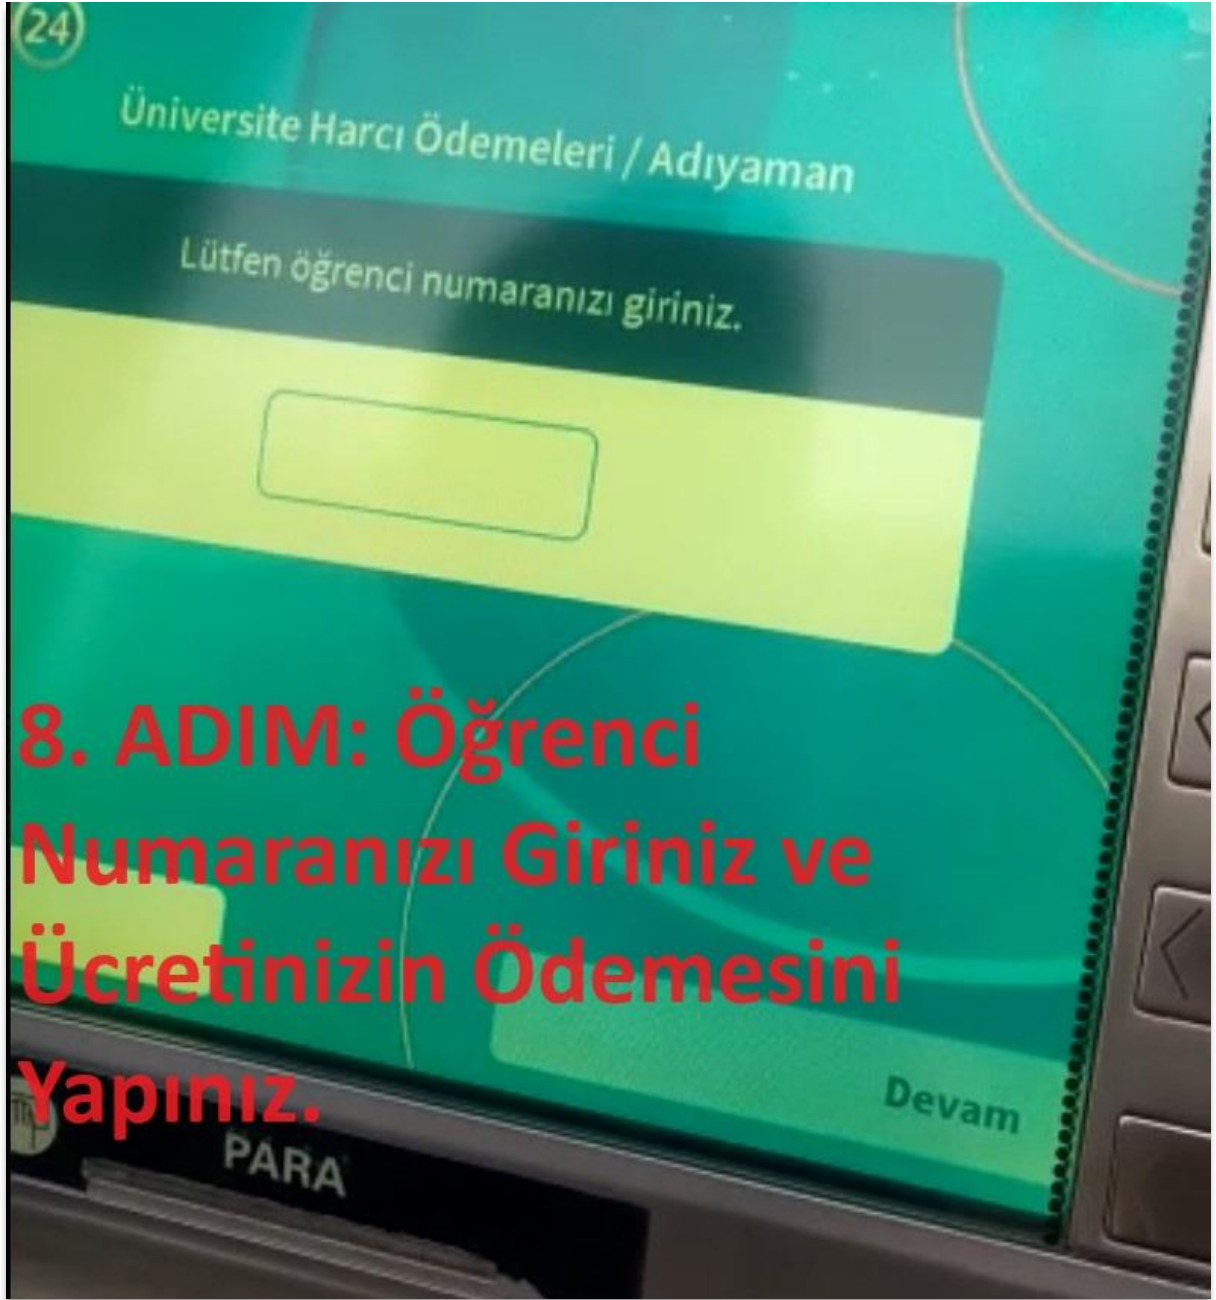 24
Üniversite Harcı Ödemeleri / Adıyaman
Lütfen öğrenci numaranızı giriniz.
8. ADIM: Öğrenci
Numaranızı Giriniz ve
Ücretinizin Ödemesini
Yapınız.
Devam
PARA